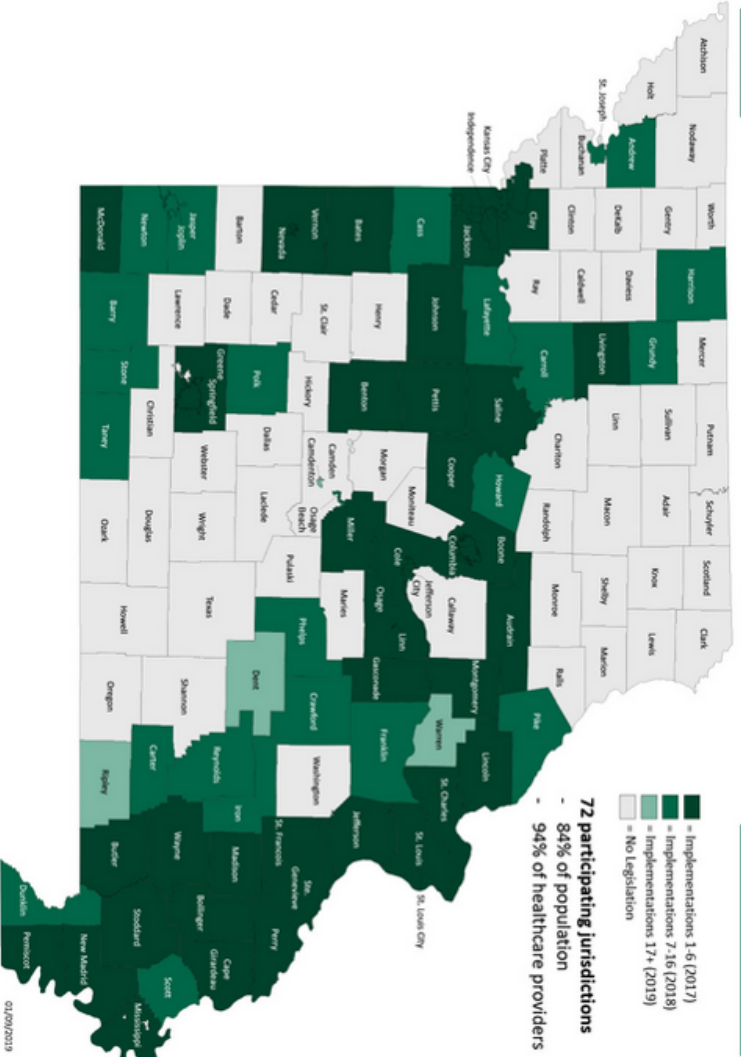 Atchison
Nodaway
Worth
Harrison
Mercer
Putnam
Schuyler
Scotland
Clark
Holt
Gentry
Sullivan
Adair
Knox
Lewis
Andrew
DeKalb
Daviess
Grundy
Linn
Macon
Shelby
Marion
St. Joseph
Buchanan
Clinton
Caldwell
Livingston
Chariton
Randolph
Monroe
Ralls
Platte
Clay
Ray
Carroll
Howard
Boone
Audrain
Pike
Kansas City
Independence
Jackson
Lafayette
Saline
Cooper
Columbia
Callaway
Montgomery
Lincoln
Warren
St. Charles
St. Louis
St. Louis City
Cass
Johnson
Pettis
Moniteau
Cole
Jefferson
City
Osage
Linn
Gasconade
Franklin
Jefferson
Bates
Henry
Benton
Morgan
Miller
Maries
Vernon
Nevada
St. Clair
Hickory
Camden
Camdenton
Osage
Beach
Pulaski
Phelps
Crawford
Washington
St. Francois
Ste.
Genevieve
Perry
Barton
Cedar
Polk
Dallas
Laclede
Dent
Iron
Madison
Bollinger
Cape
Girardeau
Jasper
Joplin
Dade
Greene
Springfield
Webster
Wright
Texas
Reynolds
Wayne
Scott
Newton
Lawrence
Christian
Douglas
Shannon
Carter
Butler
Stoddard
Mississippi
McDonald
Barry
Stone
Taney
Ozark
Howell
Oregon
Ripley
Dunklin
New Madrid
Pemiscot
= Implementations 1-6 (2017)
= Implementations 7-16 (2018)
= Implementations 17+ (2019)
= No Legislation
72 participating jurisdictions
- 84% of population
- 94% of healthcare providers
01/09/2019